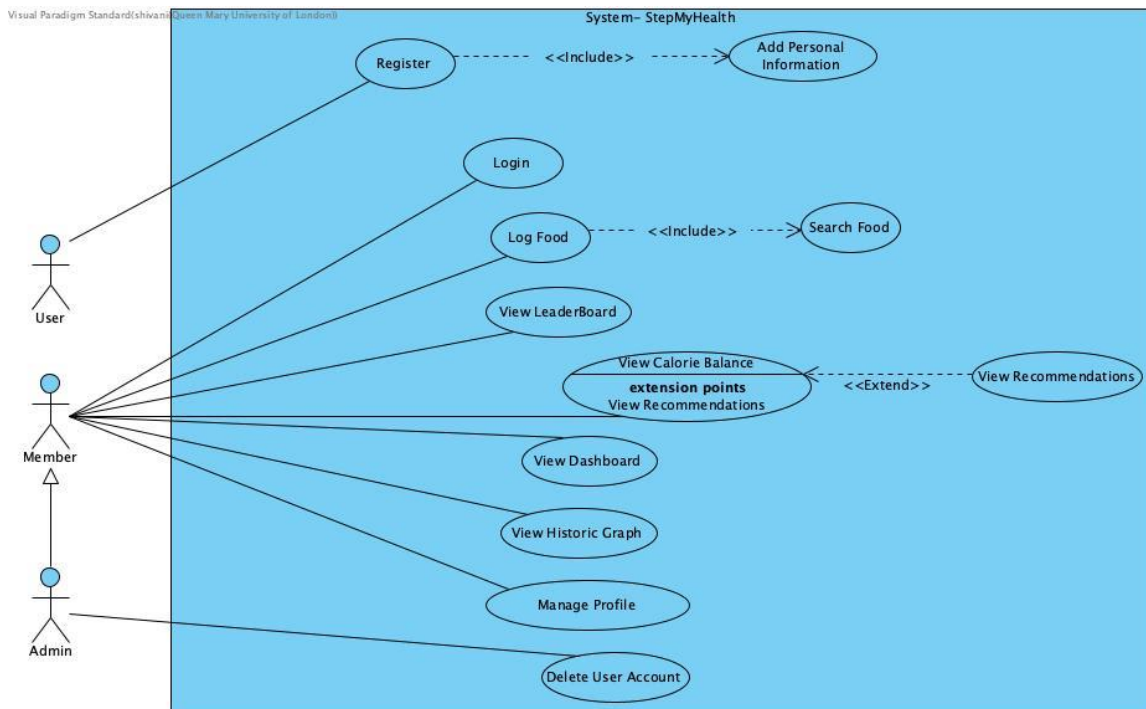 Visual Paradigm Standard(shivani(Queen Mary University of London))
System- StepMyHealth
Register
<<Include>>
Add Personal
Information
Login
Log Food
<<Include>>
Search Food
User
View LeaderBoard
View Calorie Balance
extension points
View Recommendations
<<Extend>>
View Recommendations
Member
View Dashboard
View Historic Graph
Manage Profile
Admin
Delete User Account